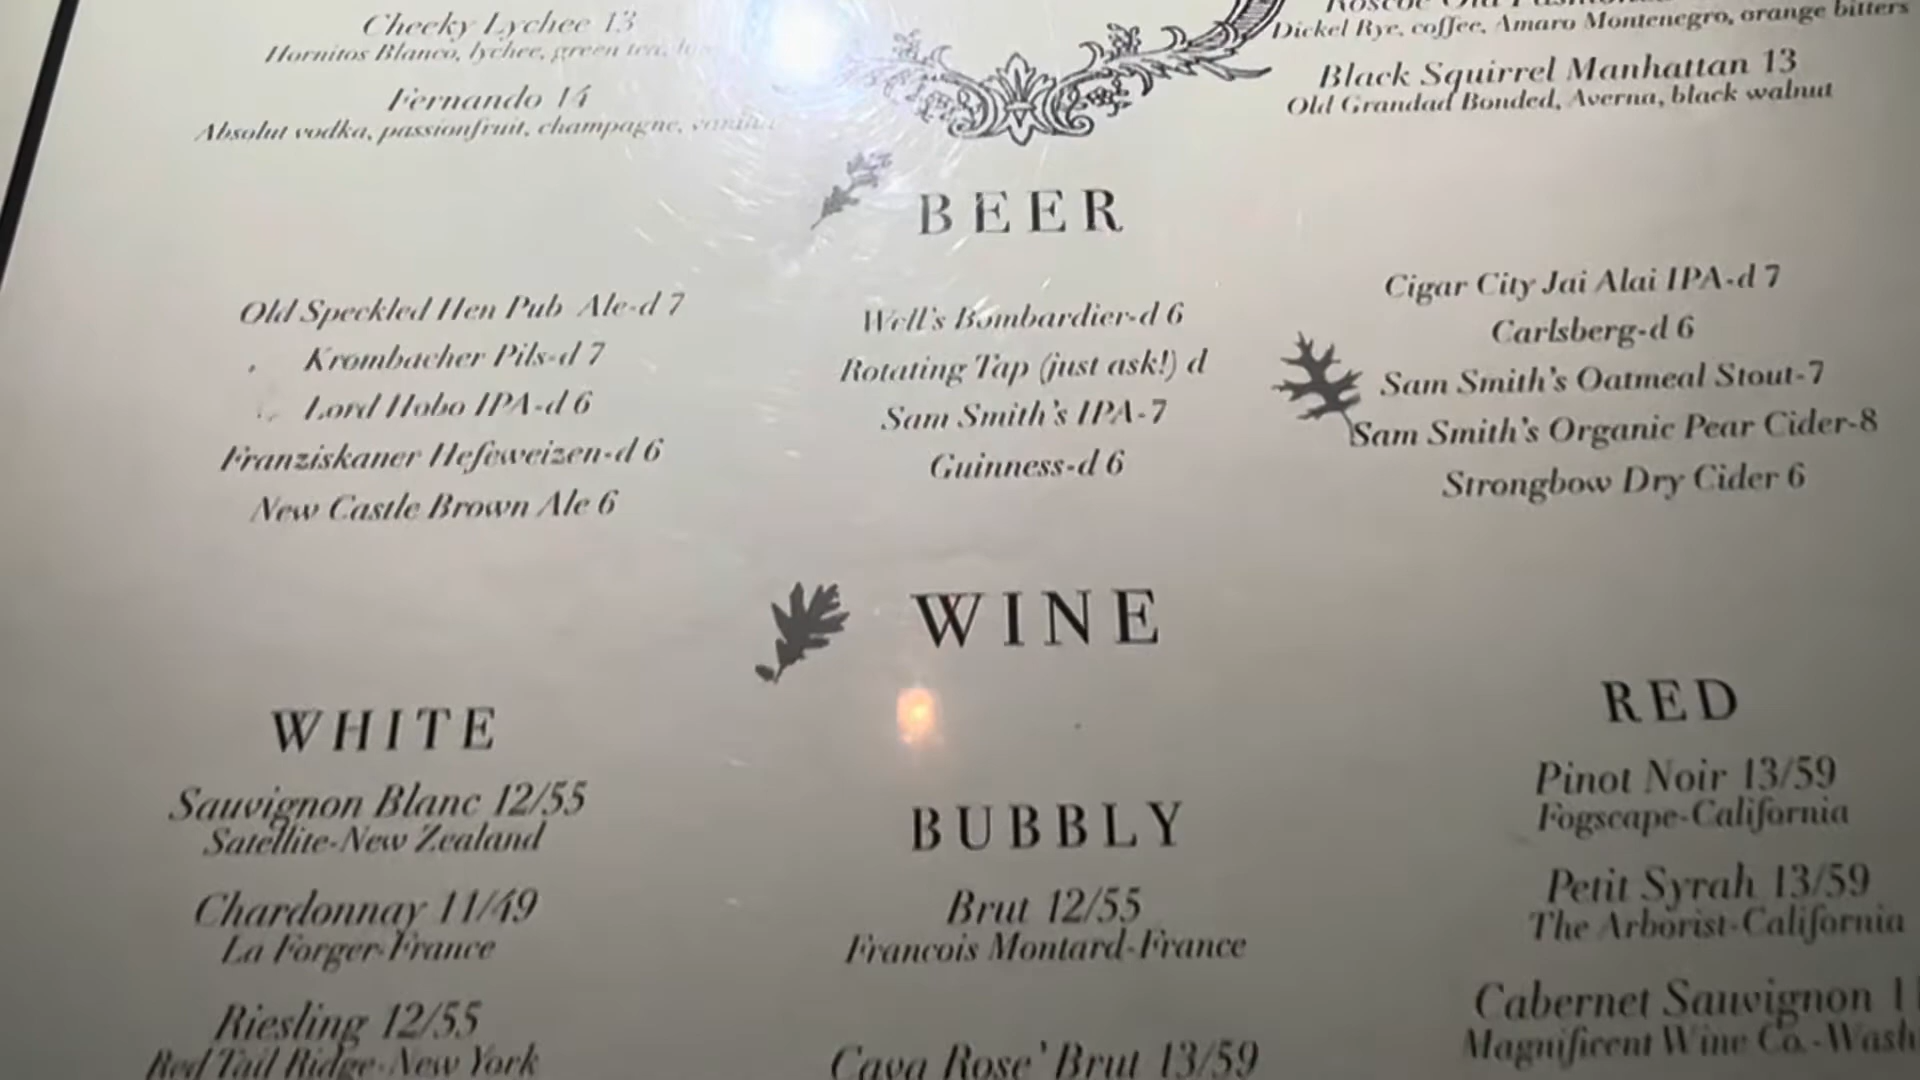 Cheeky Lychee 13
Hornitos Blanco, lychee, green tea,
Fernando 14
Absolut vodka, passionfruit, champagne, vanilla
Roscoe Old
Dickel Rye, coffee, Amaro Montenegro, orange bitters
Black Squirrel Manhattan 13
Old Grandad Bonded, Averna, black walnut
BEER
Old Speckled Hen Pub Ale-d 7
Krombacher Pils-d 7
Lord Hobo IPA-d 6
Franziskaner Hefeweizen-d 6
New Castle Brown Ale 6
Well's Bombardier-d 6
Rotating Tap (just ask!) d
Sam Smith's IPA-7
Guinness-d 6
Cigar City Jai Alai IPA-d 7
Carlsberg-d 6
Sam Smith's Oatmeal Stout-7
Sam Smith's Organic Pear Cider-8
Strongbow Dry Cider 6
WINE
WHITE
Sauvignon Blanc 12/55
Satellite-New Zealand
Chardonnay 11/49
La Forger-France
Riesling 12/55
Red Tail Ridge-New York
BUBBLY
Brut 12/55
Francois Montard-France
Cava Rose' Brut 13/59
RED
Pinot Noir 13/59
Fogscape-California
Petit Syrah 13/59
The Arborist-California
Cabernet Sauvignon 11
Magnificent Wine Co.-Wash